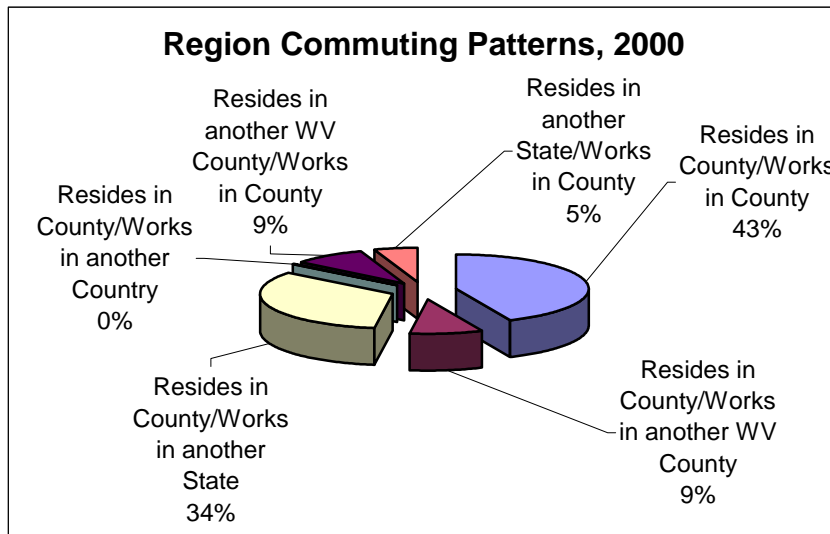 Region Commuting Patterns, 2000
Resides in
another WV
County/Works
in County
9%
Resides in
another
State/Works
in County
5%
Resides in
County/Works
in County
43%
Resides in
County/Works
in another
Country
0%
Resides in
County/Works
in another
State
34%
Resides in
County/Works
in another WV
County
9%